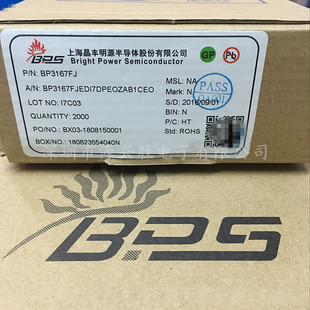 BPS
上海晶丰明源半导体股份有限公司
Bright Power Semiconductor
GP
Pb
P/N: BP3167FJ
MSL: NA
A/N: BP3167FJEDI7DPEOZAB1CEO
Mark: N
PASS
QA001
LOT NO: I7C03
S/D: 2018/09/01
QUANTITY: 2000
BIN: N
PO/NO.: BX03-1808150001
P/C: HT
BOX/NO.: 180823554040N
Std: ROHS
BPS